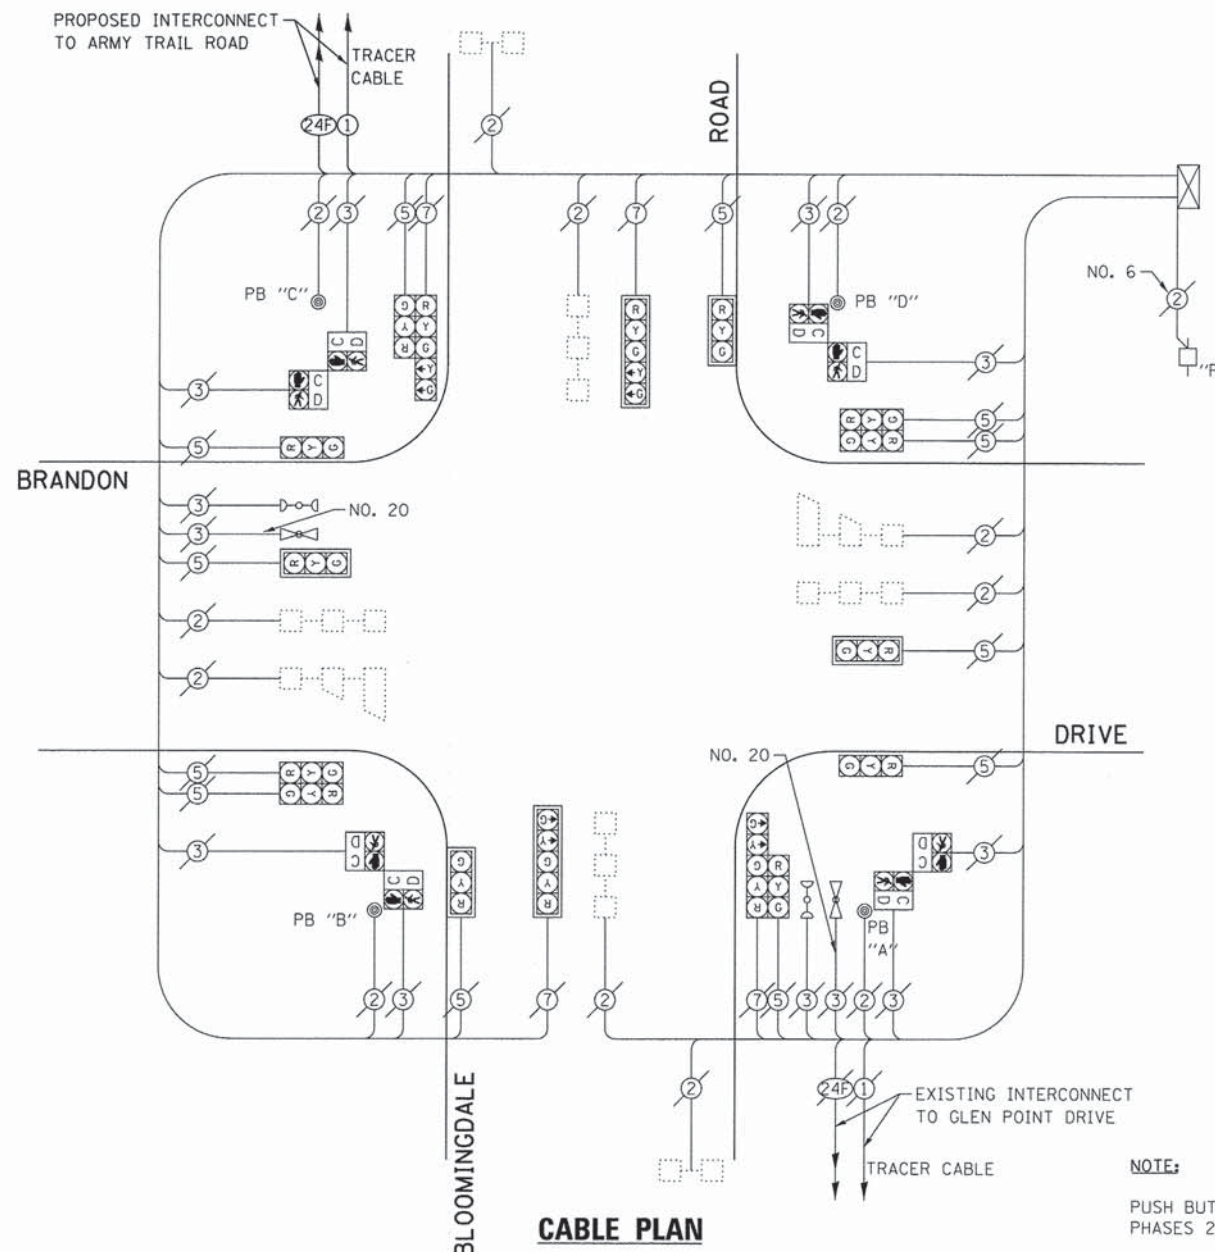 PROPOSED INTERCONNECT
TO ARMY TRAIL ROAD
TRACER
CABLE
ROAD
24F 1 2
2 3 5 7 2 7 5 3 2
NO. 6
2
PB "C"
PB "D"
G R
Y Y
R G
Y
G
R
Y
G
Y
G
R
Y
G
C D
D C
3 C
D
C
D 3
5 R Y G
G R Y G 5
G Y R 5
BRANDON
3
3 NO. 20
5 R Y G
2
2
2
2
G Y R 5
DRIVE
NO. 20
5 R Y G
5 G Y R
G Y R 5
3 D C
C D
PB "B"
G
Y
R
G
Y
G
Y
R
G
Y
G R
Y Y
R G
C D
D C 3
PB
"A"
2 3 5 7 2 7 5 3 3 2 3
2 24F 1
EXISTING INTERCONNECT
TO GLEN POINT DRIVE
TRACER CABLE
BLOOMINGDALE
NOTE:
PUSH BUT
PHASES 2
CABLE PLAN